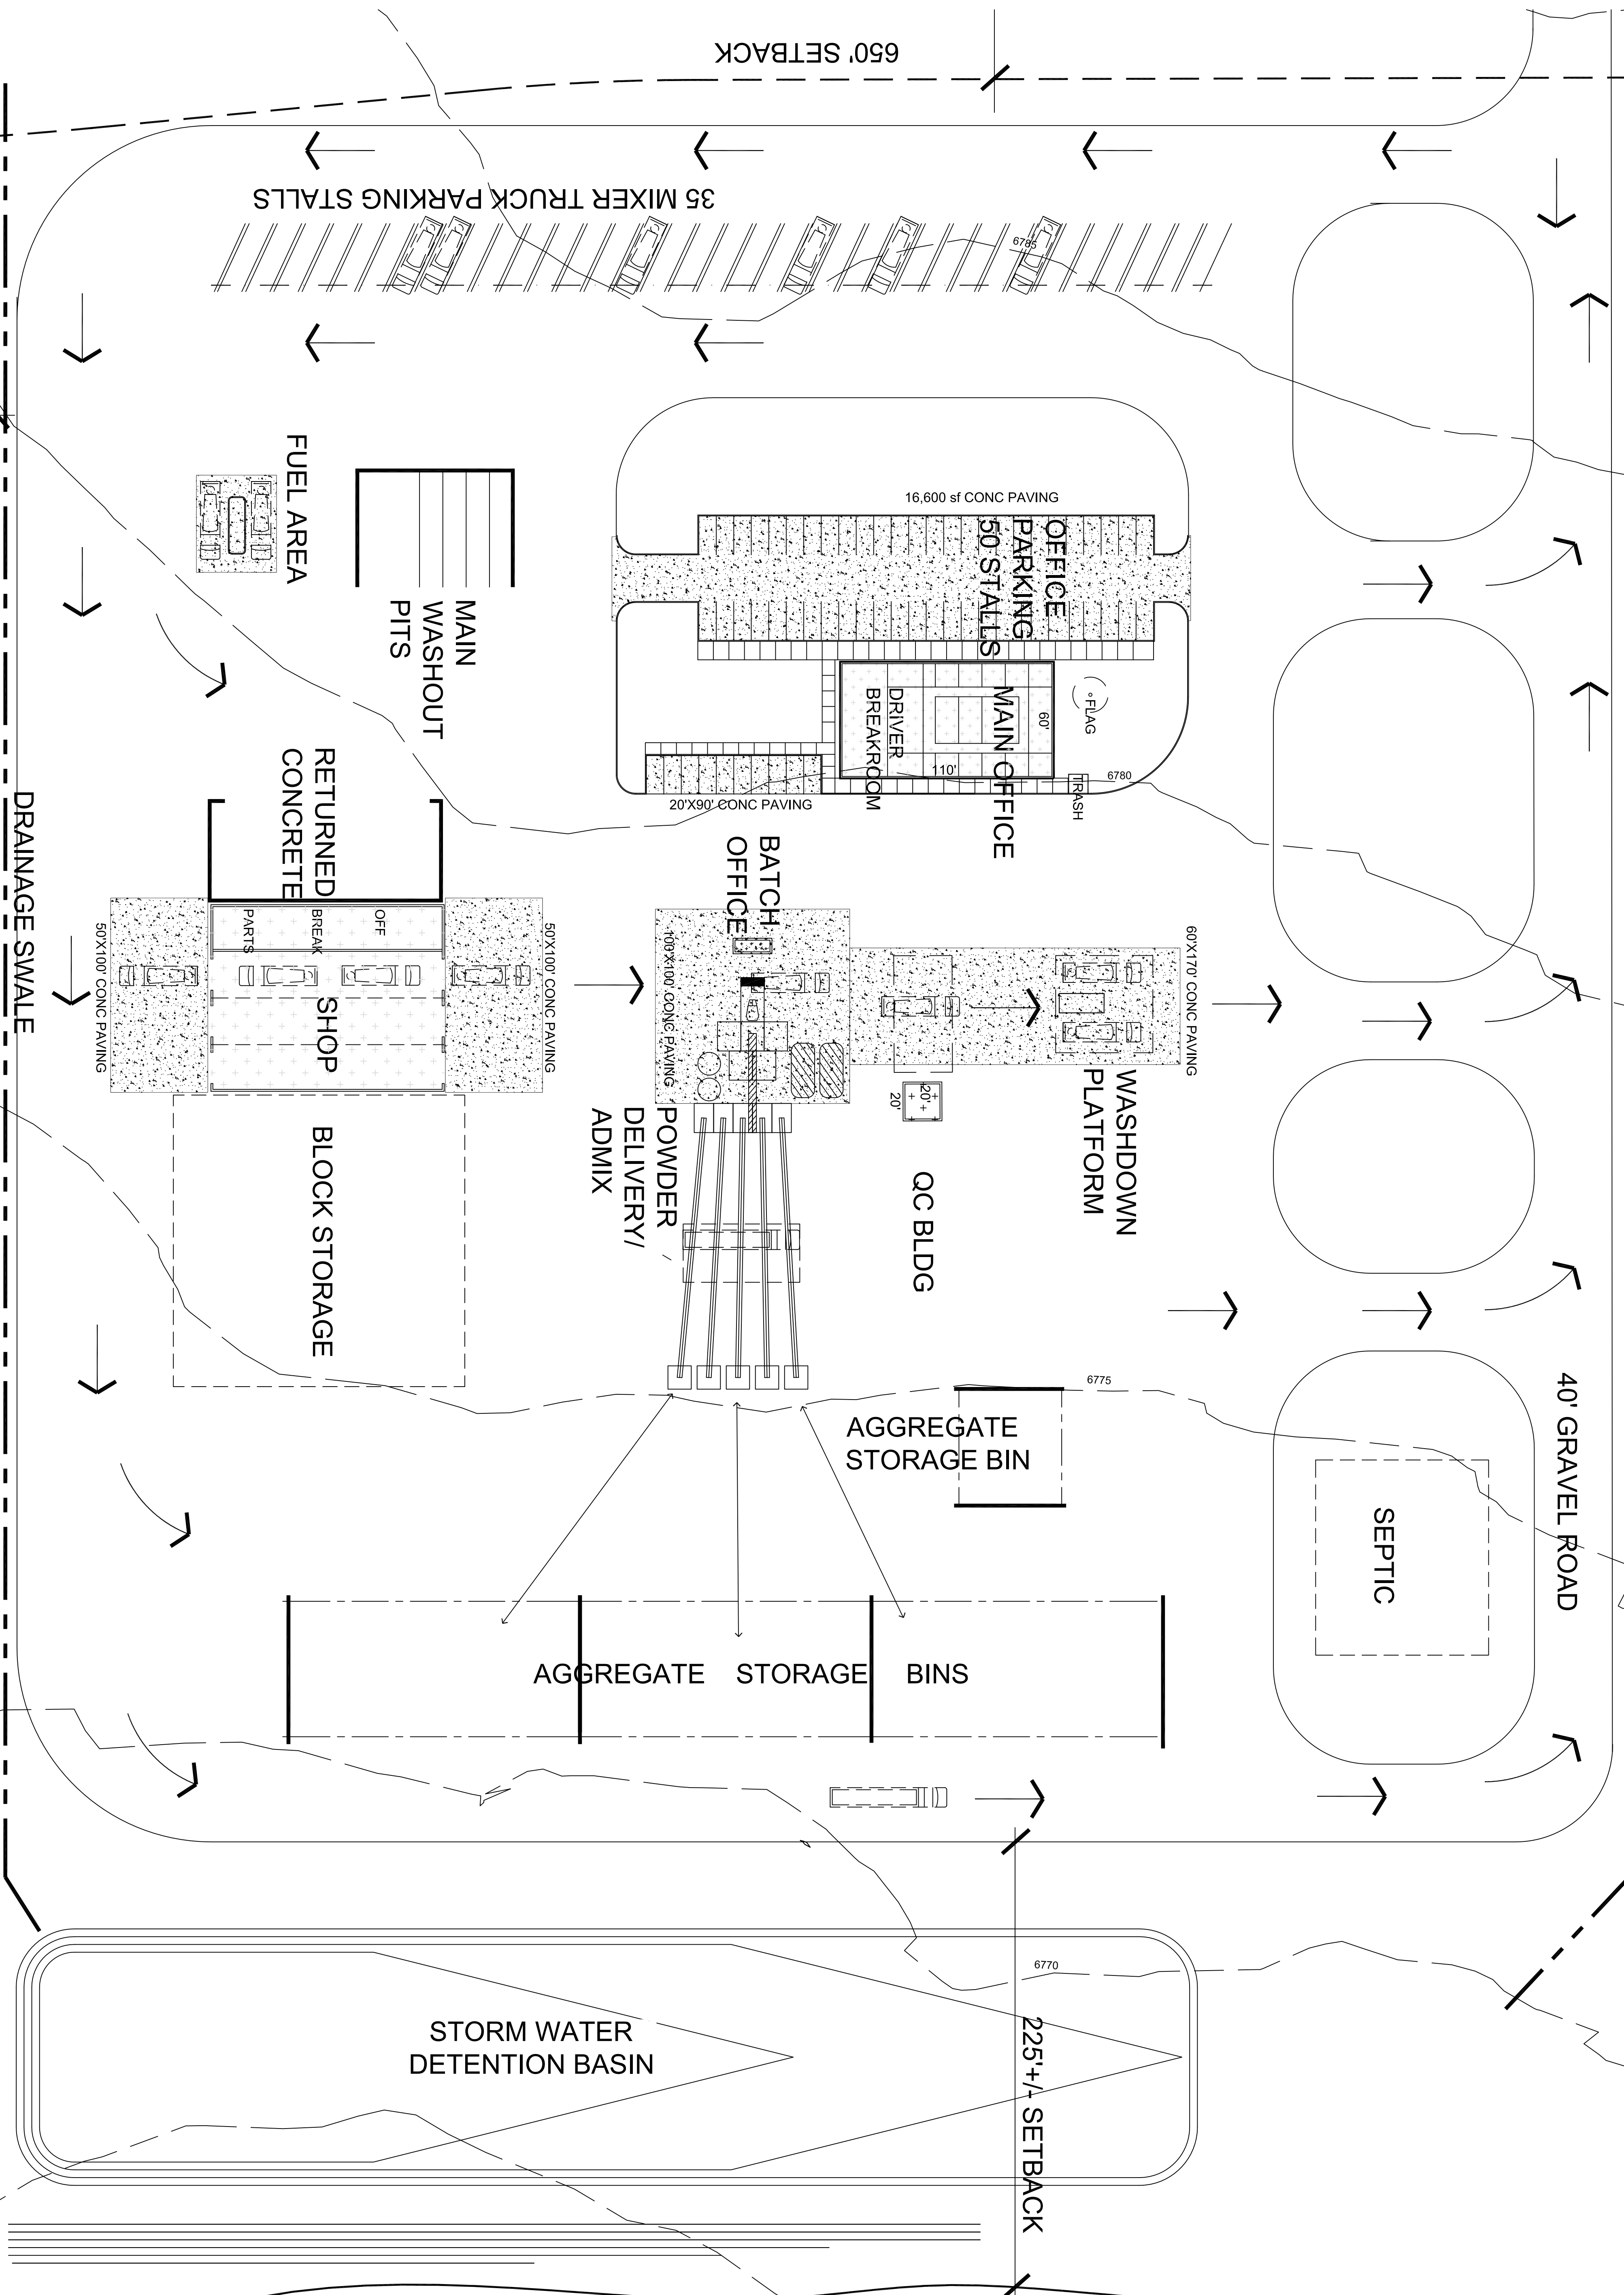 650' SETBACK
35 MIXER TRUCK PARKING STALLS
6785
FUEL AREA
MAIN
WASHOUT
PITS
16,600 sf CONC PAVING
OFFICE
PARKING
50 STALLS
MAIN OFFICE
DRIVER
BREAKROOM
60'
110'
FLAG
TRASH
6780
20'X90' CONC PAVING
RETURNED
CONCRETE
DRAINAGE SWALE
50'X100' CONC PAVING
PARTS
BREAK
OFF
SHOP
50'X100' CONC PAVING
BATCH
OFFICE
100'X100' CONC PAVING
60'X170' CONC PAVING
WASHDOWN
PLATFORM
20'
20'
QC BLDG
POWDER
DELIVERY/
ADMIX
BLOCK STORAGE
6775
AGGREGATE
STORAGE BIN
40' GRAVEL ROAD
SEPTIC
AGGREGATE STORAGE BINS
6770
STORM WATER
DETENTION BASIN
225'+/- SETBACK